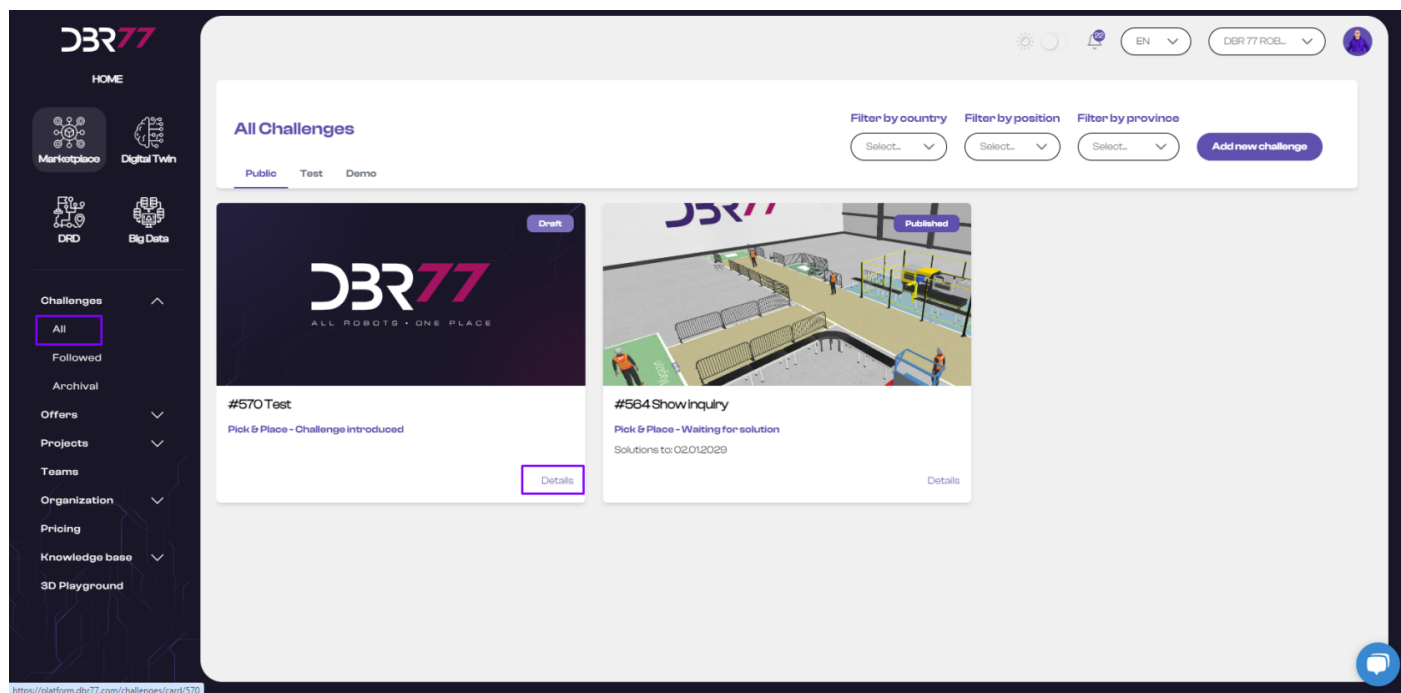 DBR77
HOME
Marketplace
Digital Twin
DRD
Big Data
Challenges
All
Followed
Archival
Offers
Projects
Teams
Organization
Pricing
Knowledge base
3D Playground
22
EN
DBR 77 ROB...
All Challenges
Filter by country
Filter by position
Filter by province
Select...
Select...
Select...
Add new challenge
Public
Test
Demo
Draft
DBR77
ALL ROBOTS • ONE PLACE
#570 Test
Pick & Place - Challenge introduced
Details
DBR77
Published
#564 Show inquiry
Pick & Place - Waiting for solution
Solutions to: 02.01.2029
Details
https://platform.dbr77.com/challenges/card/570